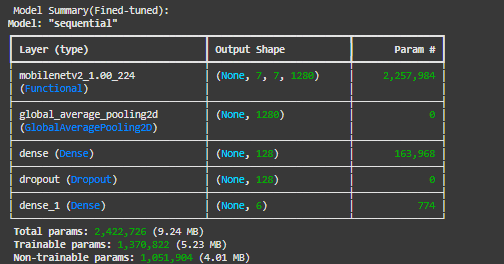 Model Summary(Fined-tuned):
Model: "sequential"
Layer (type) Output Shape Param #
mobilenetv2_1.00_224 (None, 7, 7, 1280) 2,257,984
(Functional)
global_average_pooling2d (None, 1280) 0
(GlobalAveragePooling2D)
dense (Dense) (None, 128) 163,968
dropout (Dropout) (None, 128) 0
dense_1 (Dense) (None, 6) 774
Total params: 2,422,726 (9.24 MB)
Trainable params: 1,370,822 (5.23 MB)
Non-trainable params: 1,051,904 (4.01 MB)